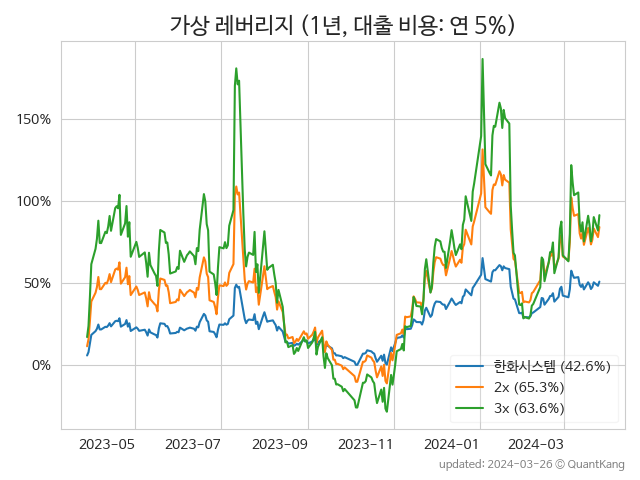 가상 레버리지 (1년, 대출 비용: 연 5%)
150%
100%
50%
0%
한화시스템 (42.6%)
2x (65.3%)
3x (63.6%)
2023-05 2023-07 2023-09 2023-11 2024-01 2024-03
updated: 2024-03-26 © QuantKang